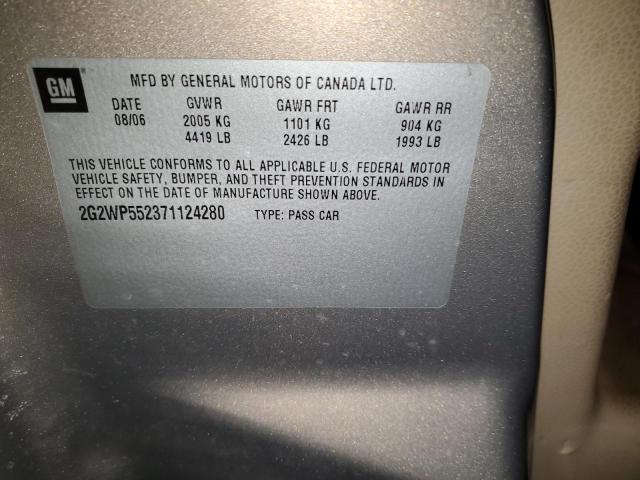 GM MFD BY GENERAL MOTORS OF CANADA LTD.
DATE GVWR GAWR FRT GAWR RR
08/06 2005 KG 1101 KG 904 KG
4419 LB 2426 LB 1993 LB
THIS VEHICLE CONFORMS TO ALL APPLICABLE U.S. FEDERAL MOTOR
VEHICLE SAFETY, BUMPER, AND THEFT PREVENTION STANDARDS IN
EFFECT ON THE DATE OF MANUFACTURE SHOWN ABOVE.
2G2WP552371124280 TYPE: PASS CAR